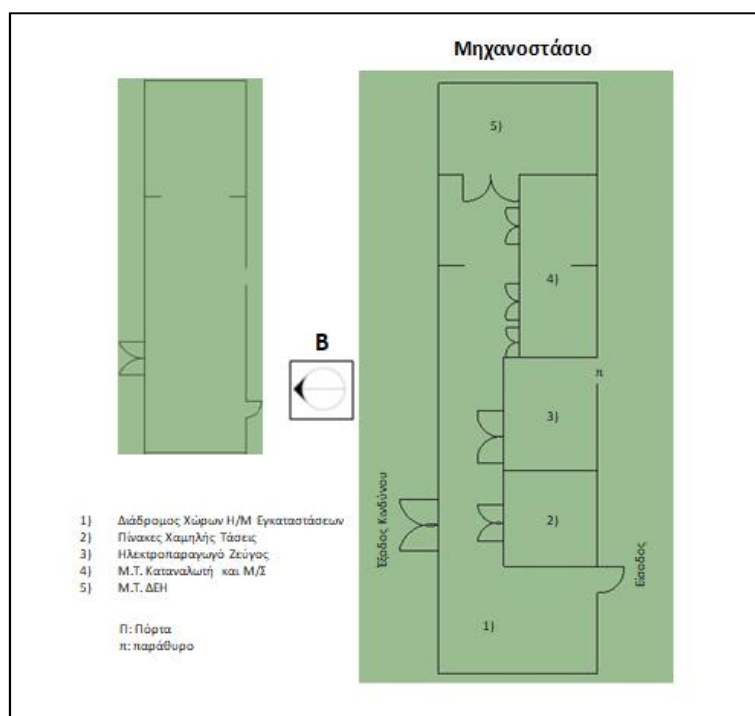 Μηχανοστάσιο
5)
4)
Β
π
3)
2)
Έξοδος Κινδύνου
Είσοδος
1)
1) Διάδρομος Χώρων Η/Μ Εγκαταστάσεων
2) Πίνακες Χαμηλής Τάσεις
3) Ηλεκτροπαραγωγό Ζεύγος
4) Μ.Τ. Καταναλωτή και Μ/Σ
5) Μ.Τ. ΔΕΗ
Π: Πόρτα
π: παράθυρο